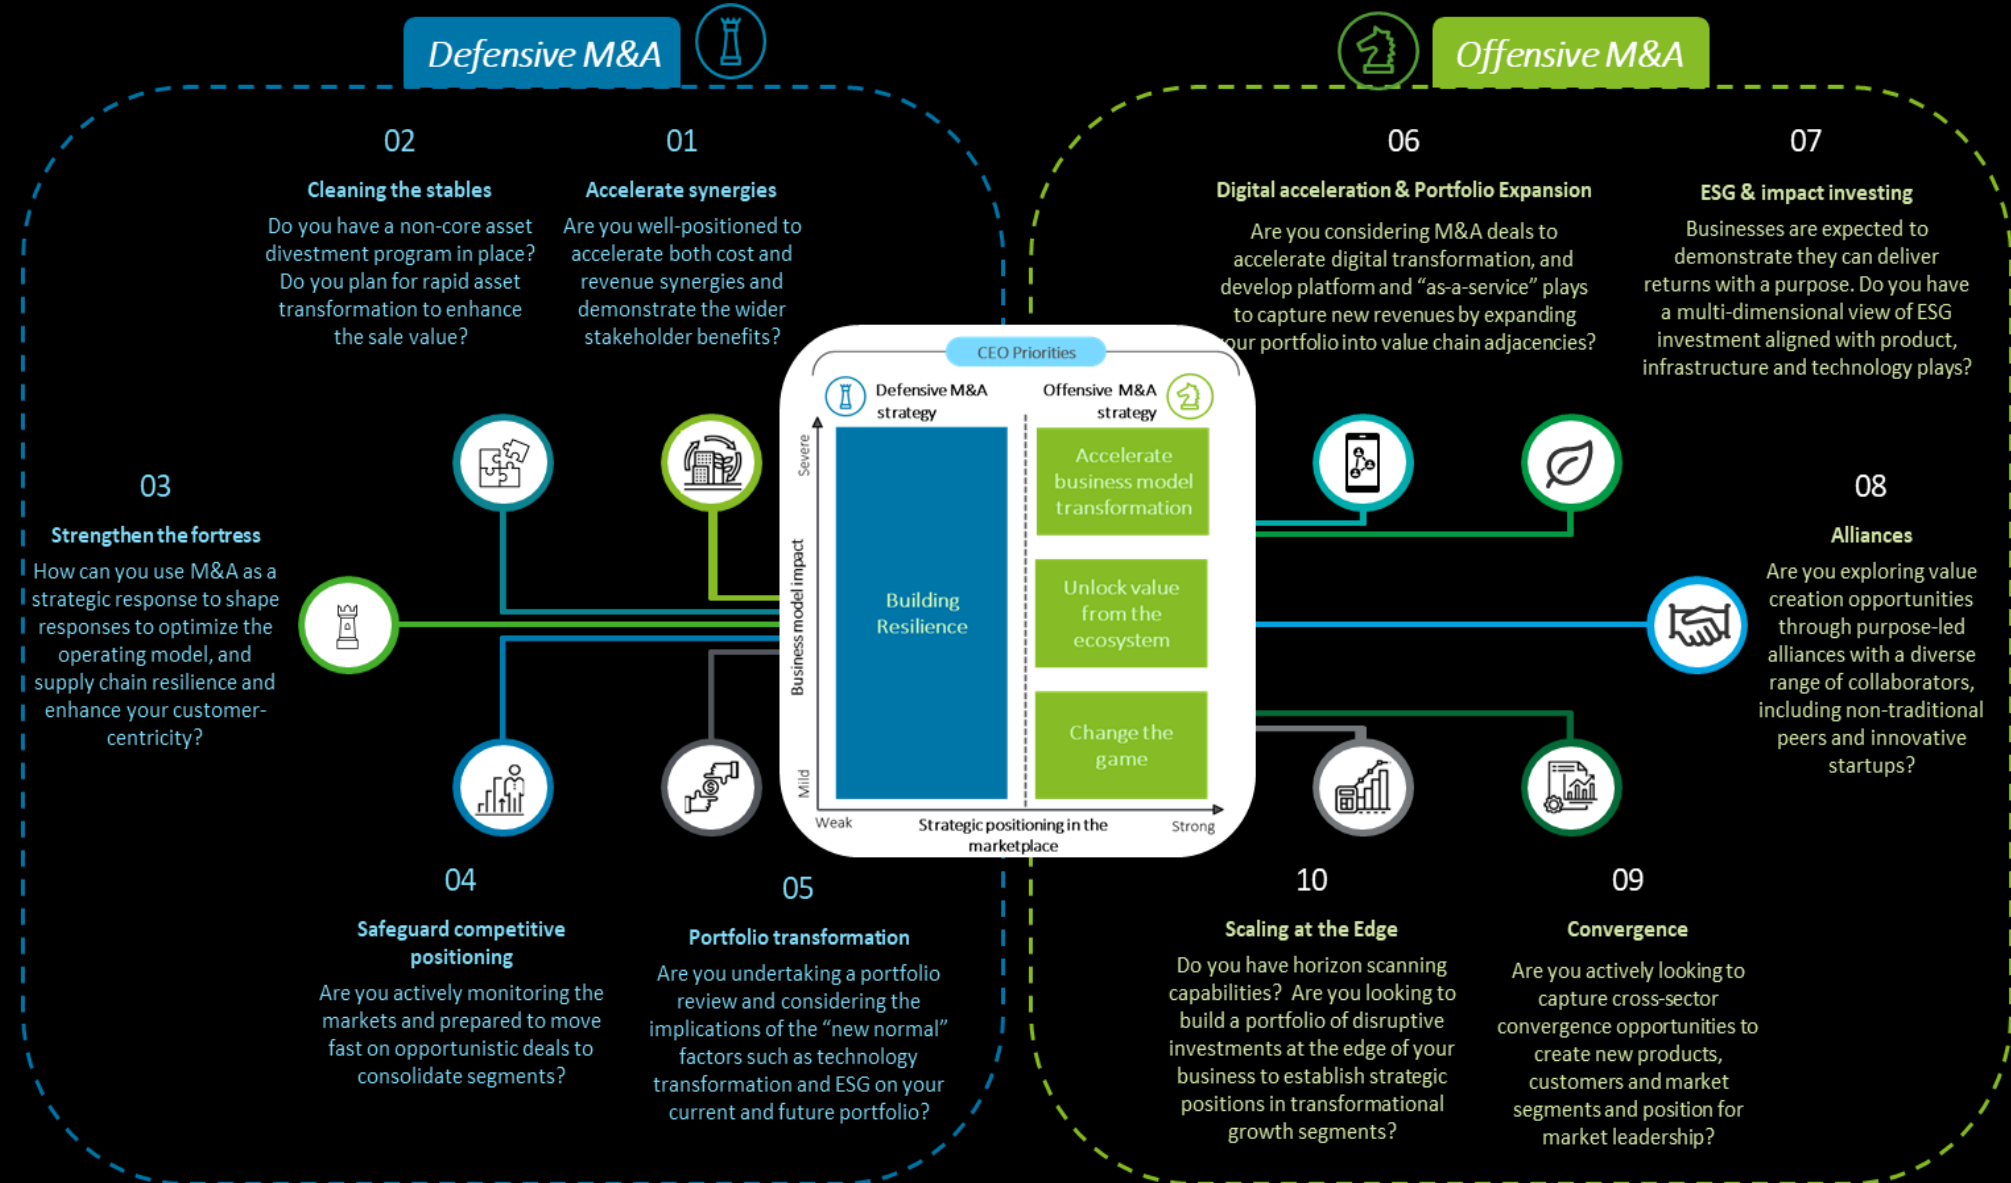 Defensive M&A
Offensive M&A
02
Cleaning the stables
Do you have a non-core asset
divestment program in place?
Do you plan for rapid asset
transformation to enhance
the sale value?
01
Accelerate synergies
Are you well-positioned to
accelerate both cost and
revenue synergies and
demonstrate the wider
stakeholder benefits?
06
Digital acceleration & Portfolio Expansion
Are you considering M&A deals to
accelerate digital transformation, and
develop platform and “as-a-service” plays
to capture new revenues by expanding
our portfolio into value chain adjacencies?
07
ESG & impact investing
Businesses are expected to
demonstrate they can deliver
returns with a purpose. Do you have
a multi-dimensional view of ESG
investment aligned with product,
infrastructure and technology plays?
03
Strengthen the fortress
How can you use M&A as a
strategic response to shape
responses to optimize the
operating model, and
supply chain resilience and
enhance your customer-
centricity?
CEO Priorities
Defensive M&A
strategy
Offensive M&A
strategy
Severe
Business model impact
Mild
Building
Resilience
Accelerate
business model
transformation
Unlock value
from the
ecosystem
Change the
game
Weak
Strategic positioning in the
marketplace
Strong
08
Alliances
Are you exploring value
creation opportunities
through purpose-led
alliances with a diverse
range of collaborators,
including non-traditional
peers and innovative
startups?
04
Safeguard competitive
positioning
Are you actively monitoring the
markets and prepared to move
fast on opportunistic deals to
consolidate segments?
05
Portfolio transformation
Are you undertaking a portfolio
review and considering the
implications of the “new normal”
factors such as technology
transformation and ESG on your
current and future portfolio?
10
Scaling at the Edge
Do you have horizon scanning
capabilities? Are you looking to
build a portfolio of disruptive
investments at the edge of your
business to establish strategic
positions in transformational
growth segments?
09
Convergence
Are you actively looking to
capture cross-sector
convergence opportunities to
create new products,
customers and market
segments and position for
market leadership?